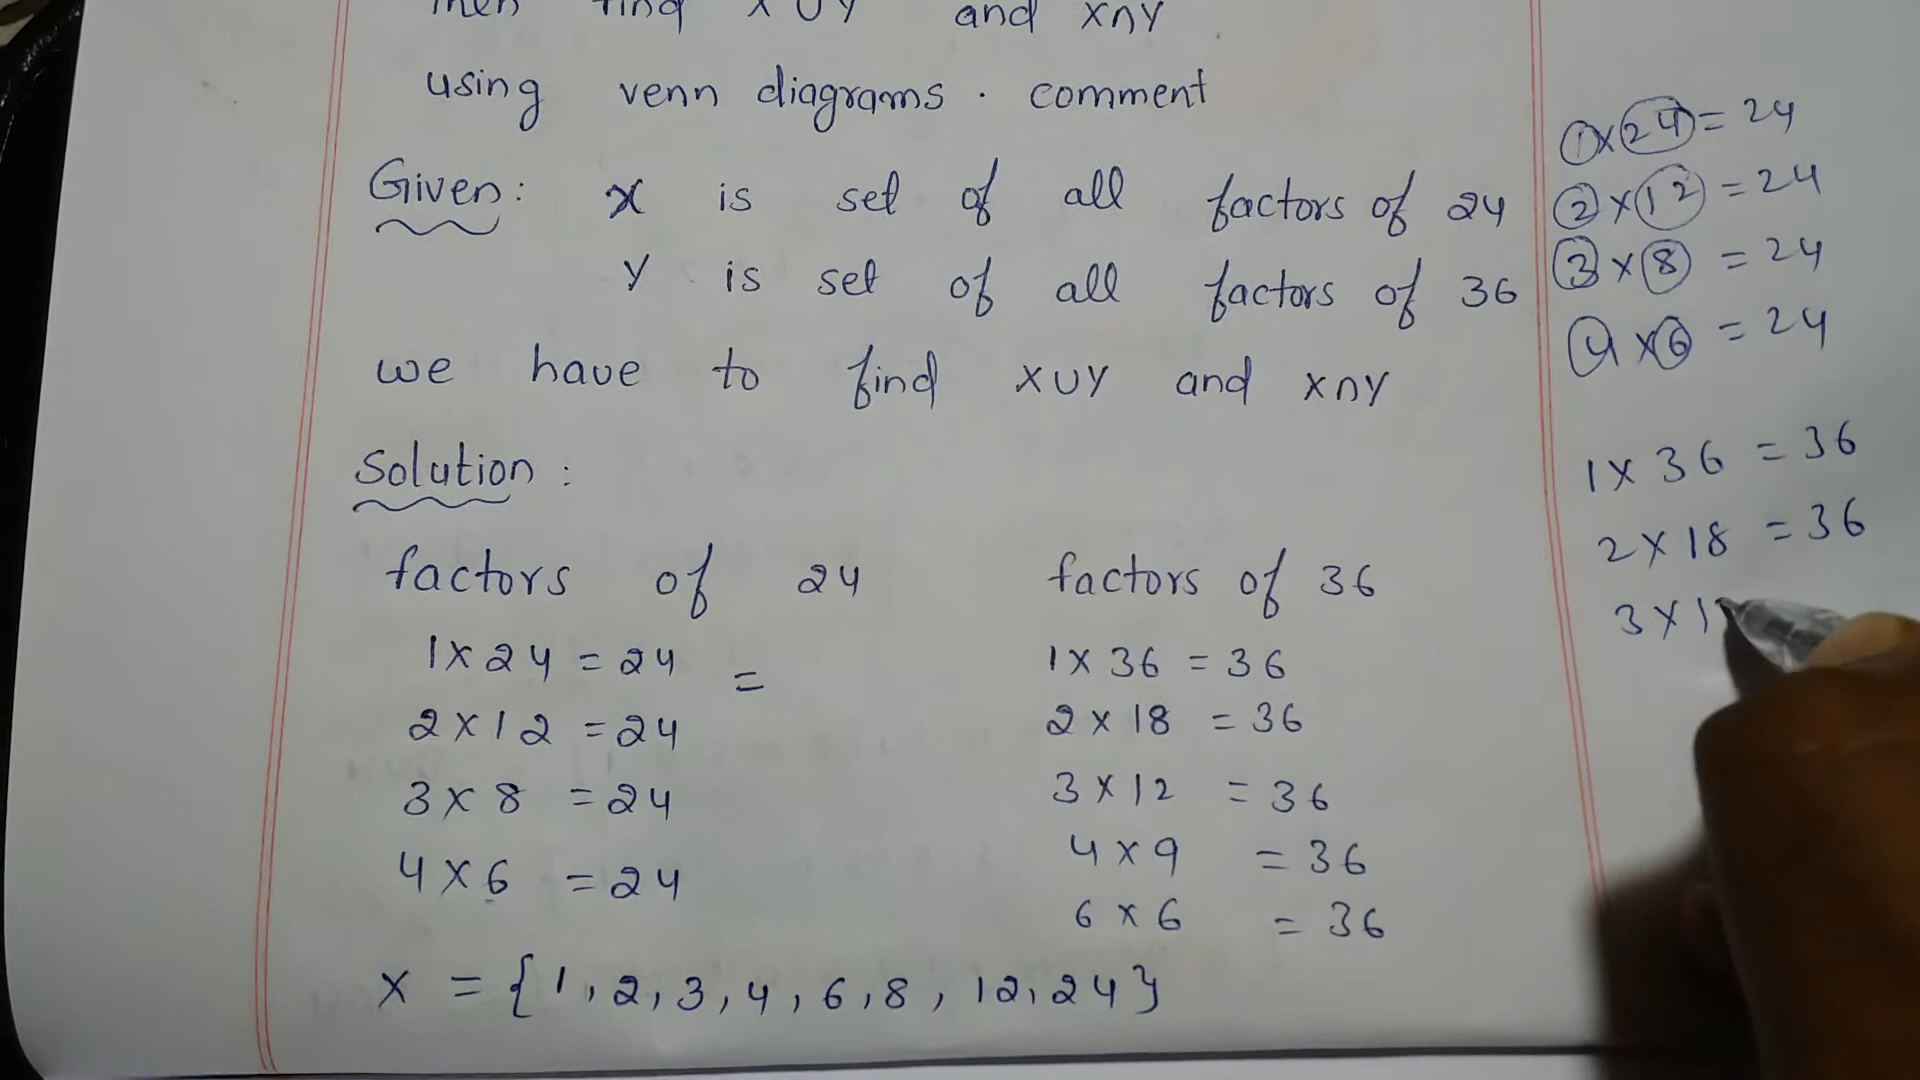 Then find X U Y and X ∩ Y
using venn diagrams . comment
Given : X is set of all factors of 24
Y is set of all factors of 36
we have to find X U Y and X ∩ Y
Solution :
factors of 24
1 X 24 = 24 =
2 X 12 = 24
3 X 8 = 24
4 X 6 = 24
factors of 36
1 X 36 = 36
2 X 18 = 36
3 X 12 = 36
4 X 9 = 36
6 X 6 = 36
X = { 1, 2, 3, 4, 6, 8, 12, 24 }
1 X 24 = 24
2 X 12 = 24
3 X 8 = 24
4 X 6 = 24
1 X 36 = 36
2 X 18 = 36
3 X 1